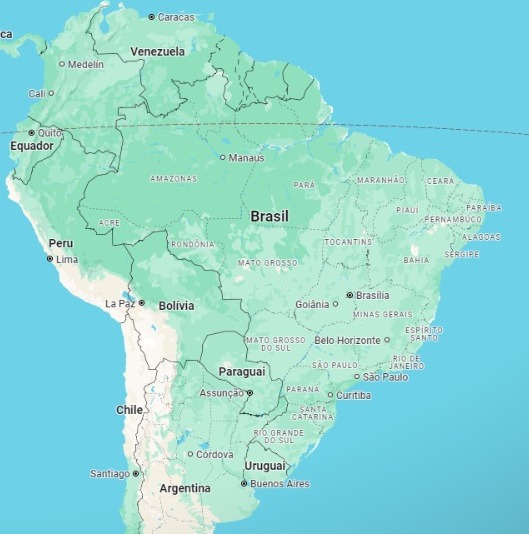 ca
Caracas
Venezuela
Medelín
Cali
Quito
Equador
Manaus
AMAZONAS
PARÁ
MARANHÃO
CEARÁ
PARAÍBA
PIAUÍ
PERNAMBUCO
Brasil
ACRE
ALAGOAS
Peru
RONDÔNIA
TOCANTINS
SERGIPE
Lima
MATO GROSSO
BAHIA
La Paz
Bolívia
Brasília
Goiânia
MINAS GERAIS
ESPÍRITO
SANTO
Belo Horizonte
MATO GROSSO
DO SUL
RIO DE
JANEIRO
SÃO PAULO
Paraguai
São Paulo
Assunção
PARANÁ
Curitiba
Chile
SANTA
CATARINA
RIO GRANDE
DO SUL
Córdova
Uruguai
Santiago
Argentina
Buenos Aires